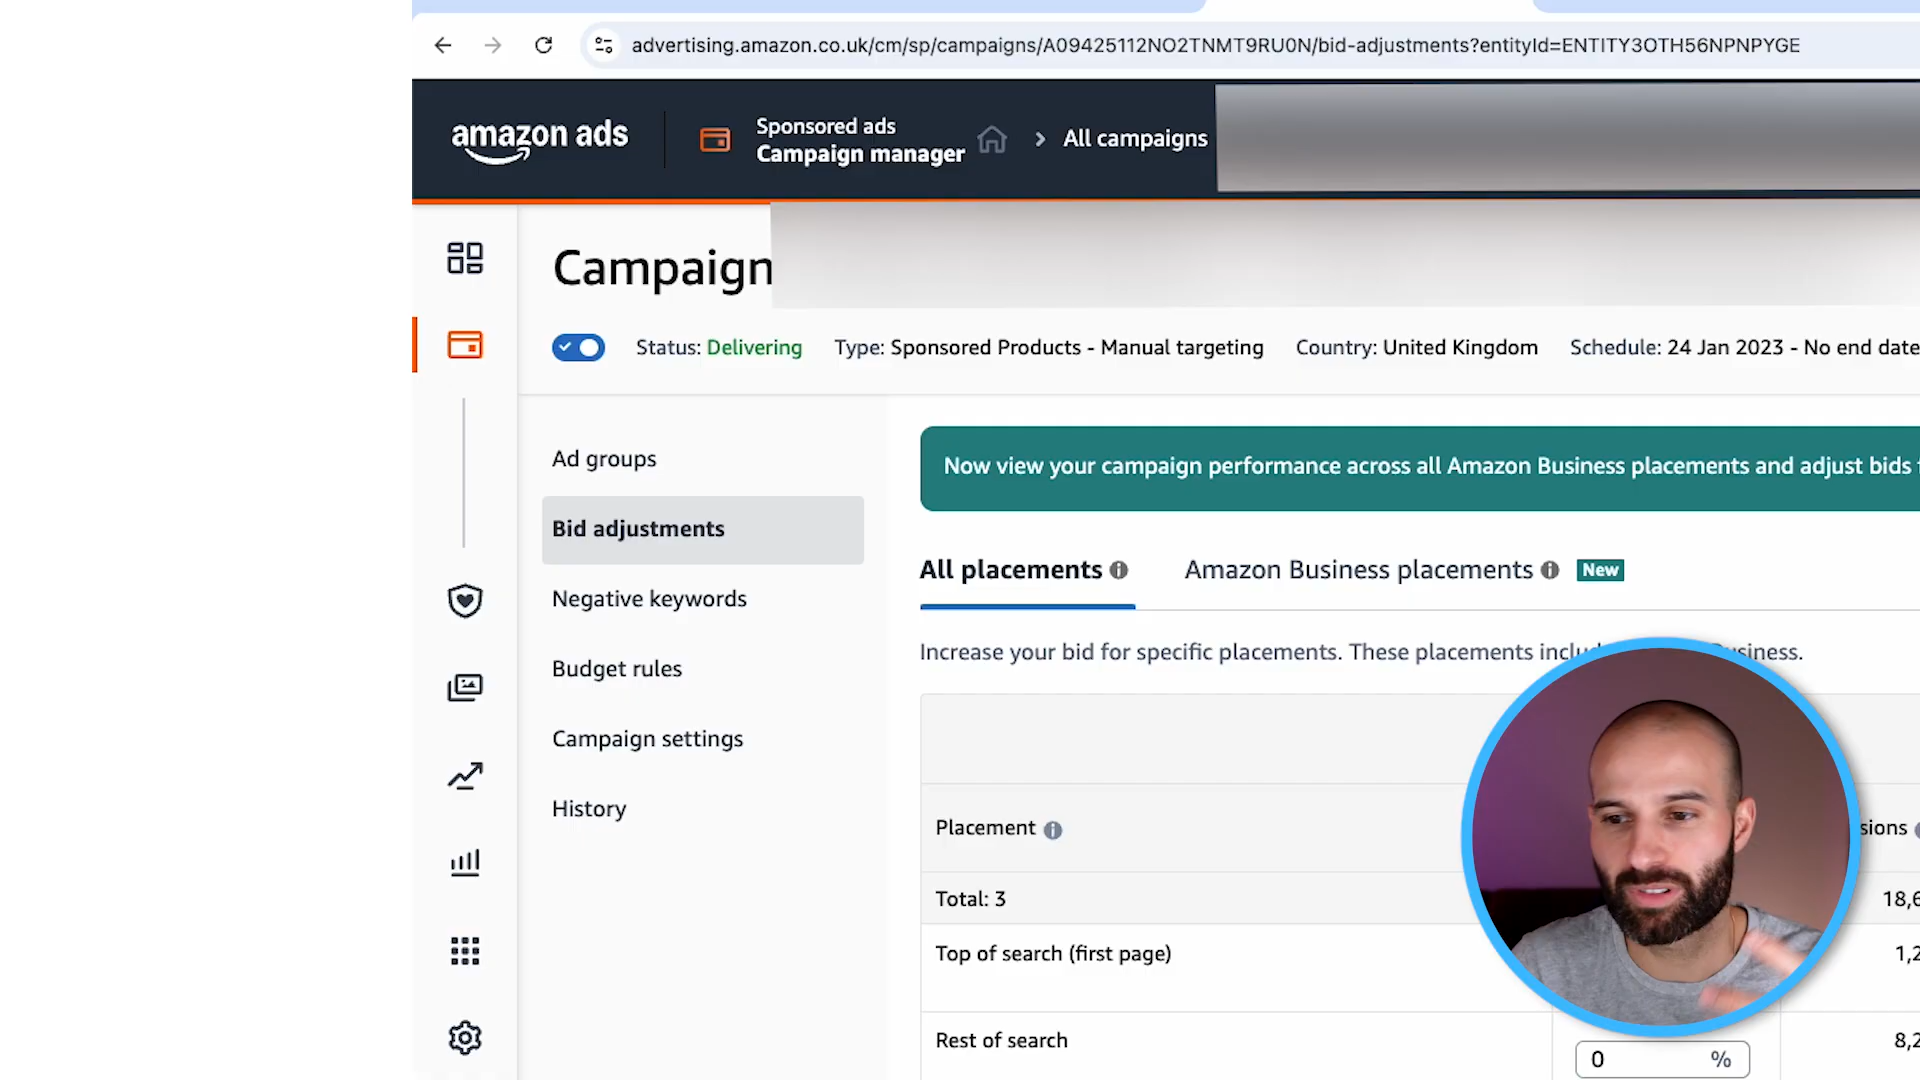 advertising.amazon.co.uk/cm/sp/campaigns/A09425112NO2TNMT9RU0N/bid-adjustments?entityId=ENTITY3OTH56NPNPYGE
amazon ads
Sponsored ads
Campaign manager
All campaigns
Campaign
Status: Delivering
Type: Sponsored Products - Manual targeting
Country: United Kingdom
Schedule: 24 Jan 2023 - No end date
Ad groups
Bid adjustments
Negative keywords
Budget rules
Campaign settings
History
Now view your campaign performance across all Amazon Business placements and adjust bids
All placements
Amazon Business placements
New
Increase your bid for specific placements. These placements
Placement
Total: 3
18,6
Top of search (first page)
1,2
Rest of search
8,2
0 %